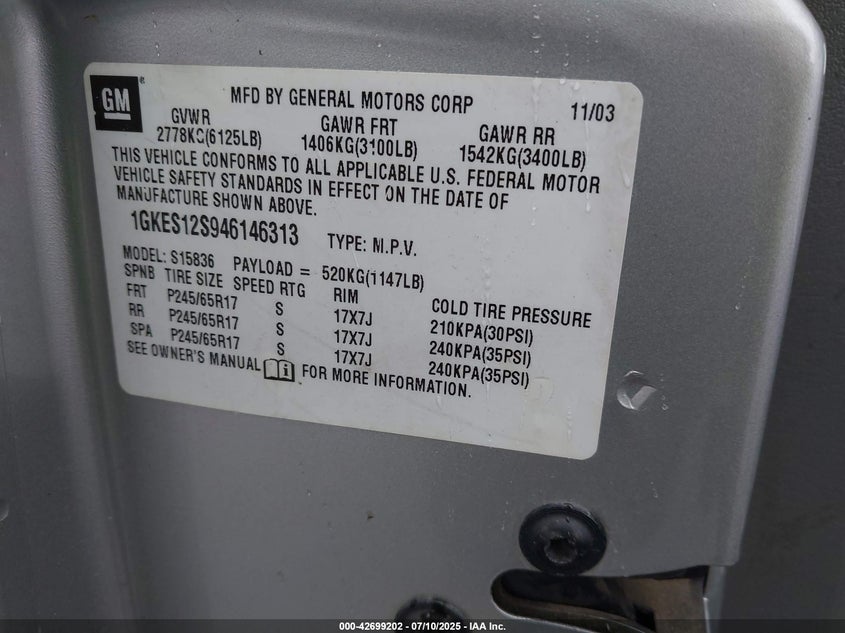 GM
MFD BY GENERAL MOTORS CORP 11/03
GVWR GAWR FRT GAWR RR
2778KG(6125LB) 1406KG(3100LB) 1542KG(3400LB)
THIS VEHICLE CONFORMS TO ALL APPLICABLE U.S. FEDERAL MOTOR
VEHICLE SAFETY STANDARDS IN EFFECT ON THE DATE OF
MANUFACTURE SHOWN ABOVE.
1GKES12S946146313 TYPE: M.P.V.
MODEL: S15836 PAYLOAD = 520KG(1147LB)
SPNB TIRE SIZE SPEED RTG RIM COLD TIRE PRESSURE
FRT P245/65R17 S 17X7J 210KPA(30PSI)
RR P245/65R17 S 17X7J 240KPA(35PSI)
SPA P245/65R17 S 17X7J 240KPA(35PSI)
SEE OWNER'S MANUAL FOR MORE INFORMATION.
000-42699202 - 07/10/2025 - IAA Inc.